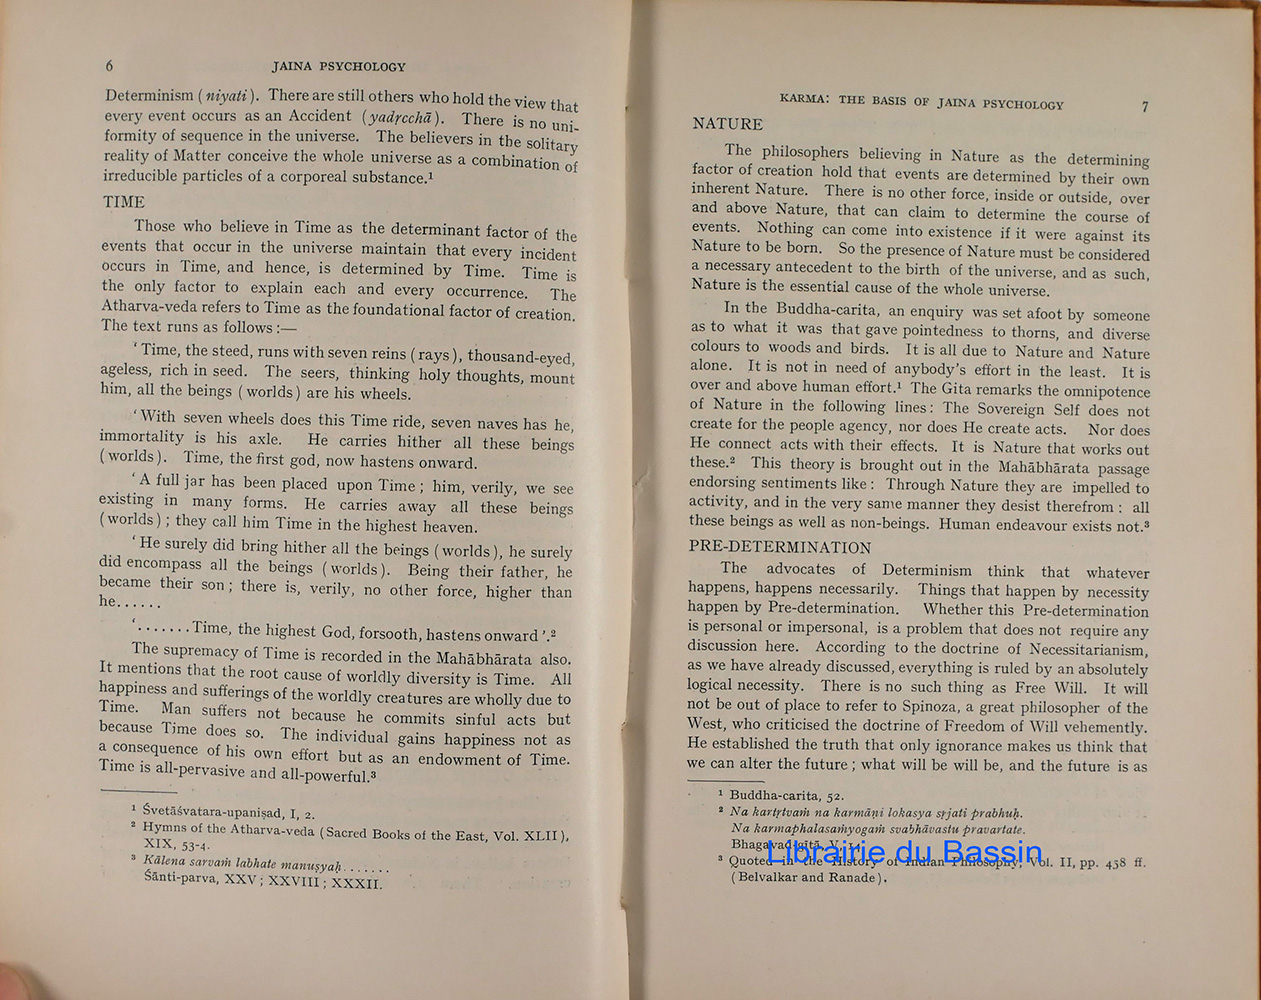 6
JAINA PSYCHOLOGY
Determinism ( niyati ). There are still others who hold the view that
every event occurs as an Accident (yadṛcchā). There is no uni-
formity of sequence in the universe. The believers in the solitary
reality of Matter conceive the whole universe as a combination of
irreducible particles of a corporeal substance.¹
TIME
Those who believe in Time as the determinant factor of the
events that occur in the universe maintain that every incident
occurs in Time, and hence, is determined by Time. Time is
the only factor to explain each and every occurrence. The
Atharva-veda refers to Time as the foundational factor of creation.
The text runs as follows :—
‘ Time, the steed, runs with seven reins ( rays ), thousand-eyed,
ageless, rich in seed. The seers, thinking holy thoughts, mount
him, all the beings ( worlds ) are his wheels.
‘ With seven wheels does this Time ride, seven naves has he,
immortality is his axle. He carries hither all these beings
( worlds ). Time, the first god, now hastens onward.
‘ A full jar has been placed upon Time ; him, verily, we see
existing in many forms. He carries away all these beings
( worlds ) ; they call him Time in the highest heaven.
‘ He surely did bring hither all the beings ( worlds ), he surely
did encompass all the beings ( worlds ). Being their father, he
became their son ; there is, verily, no other force, higher than
he......
‘.......Time, the highest God, forsooth, hastens onward ’.²
The supremacy of Time is recorded in the Mahābhārata also.
It mentions that the root cause of worldly diversity is Time. All
happiness and sufferings of the worldly creatures are wholly due to
Time. Man suffers not because he commits sinful acts but
because Time does so. The individual gains happiness not as
a consequence of his own effort but as an endowment of Time.
Time is all-pervasive and all-powerful.³
¹ Śvetāśvatara-upaniṣad, I, 2.
² Hymns of the Atharva-veda ( Sacred Books of the East, Vol. XLII ),
XIX, 53-4.
³ Kālena sarvaṁ labhate manuṣyaḥ.......
Śānti-parva, XXV ; XXVIII ; XXXII.
KARMA: THE BASIS OF JAINA PSYCHOLOGY
7
NATURE
The philosophers believing in Nature as the determining
factor of creation hold that events are determined by their own
inherent Nature. There is no other force, inside or outside, over
and above Nature, that can claim to determine the course of
events. Nothing can come into existence if it were against its
Nature to be born. So the presence of Nature must be considered
a necessary antecedent to the birth of the universe, and as such,
Nature is the essential cause of the whole universe.
In the Buddha-carita, an enquiry was set afoot by someone
as to what it was that gave pointedness to thorns, and diverse
colours to woods and birds. It is all due to Nature and Nature
alone. It is not in need of anybody’s effort in the least. It is
over and above human effort.¹ The Gita remarks the omnipotence
of Nature in the following lines : The Sovereign Self does not
create for the people agency, nor does He create acts. Nor does
He connect acts with their effects. It is Nature that works out
these.² This theory is brought out in the Mahābhārata passage
endorsing sentiments like : Through Nature they are impelled to
activity, and in the very same manner they desist therefrom : all
these beings as well as non-beings. Human endeavour exists not.³
PRE-DETERMINATION
The advocates of Determinism think that whatever
happens, happens necessarily. Things that happen by necessity
happen by Pre-determination. Whether this Pre-determination
is personal or impersonal, is a problem that does not require any
discussion here. According to the doctrine of Necessitarianism,
as we have already discussed, everything is ruled by an absolutely
logical necessity. There is no such thing as Free Will. It will
not be out of place to refer to Spinoza, a great philosopher of the
West, who criticised the doctrine of Freedom of Will vehemently.
He established the truth that only ignorance makes us think that
we can alter the future ; what will be will be, and the future is as
¹ Buddha-carita, 52.
² Na kartṛtvaṁ na karmāṇi lokasya sṛjati prabhuḥ.
Na karmaphalasaṁyogaṁ svabhāvastu pravartate.
Bhagavad-gītā, V,
³ Quoted in the History of Indian Philosophy, Vol. II, pp. 458 ff.
( Belvalkar and Ranade ).
Librairie du Bassin